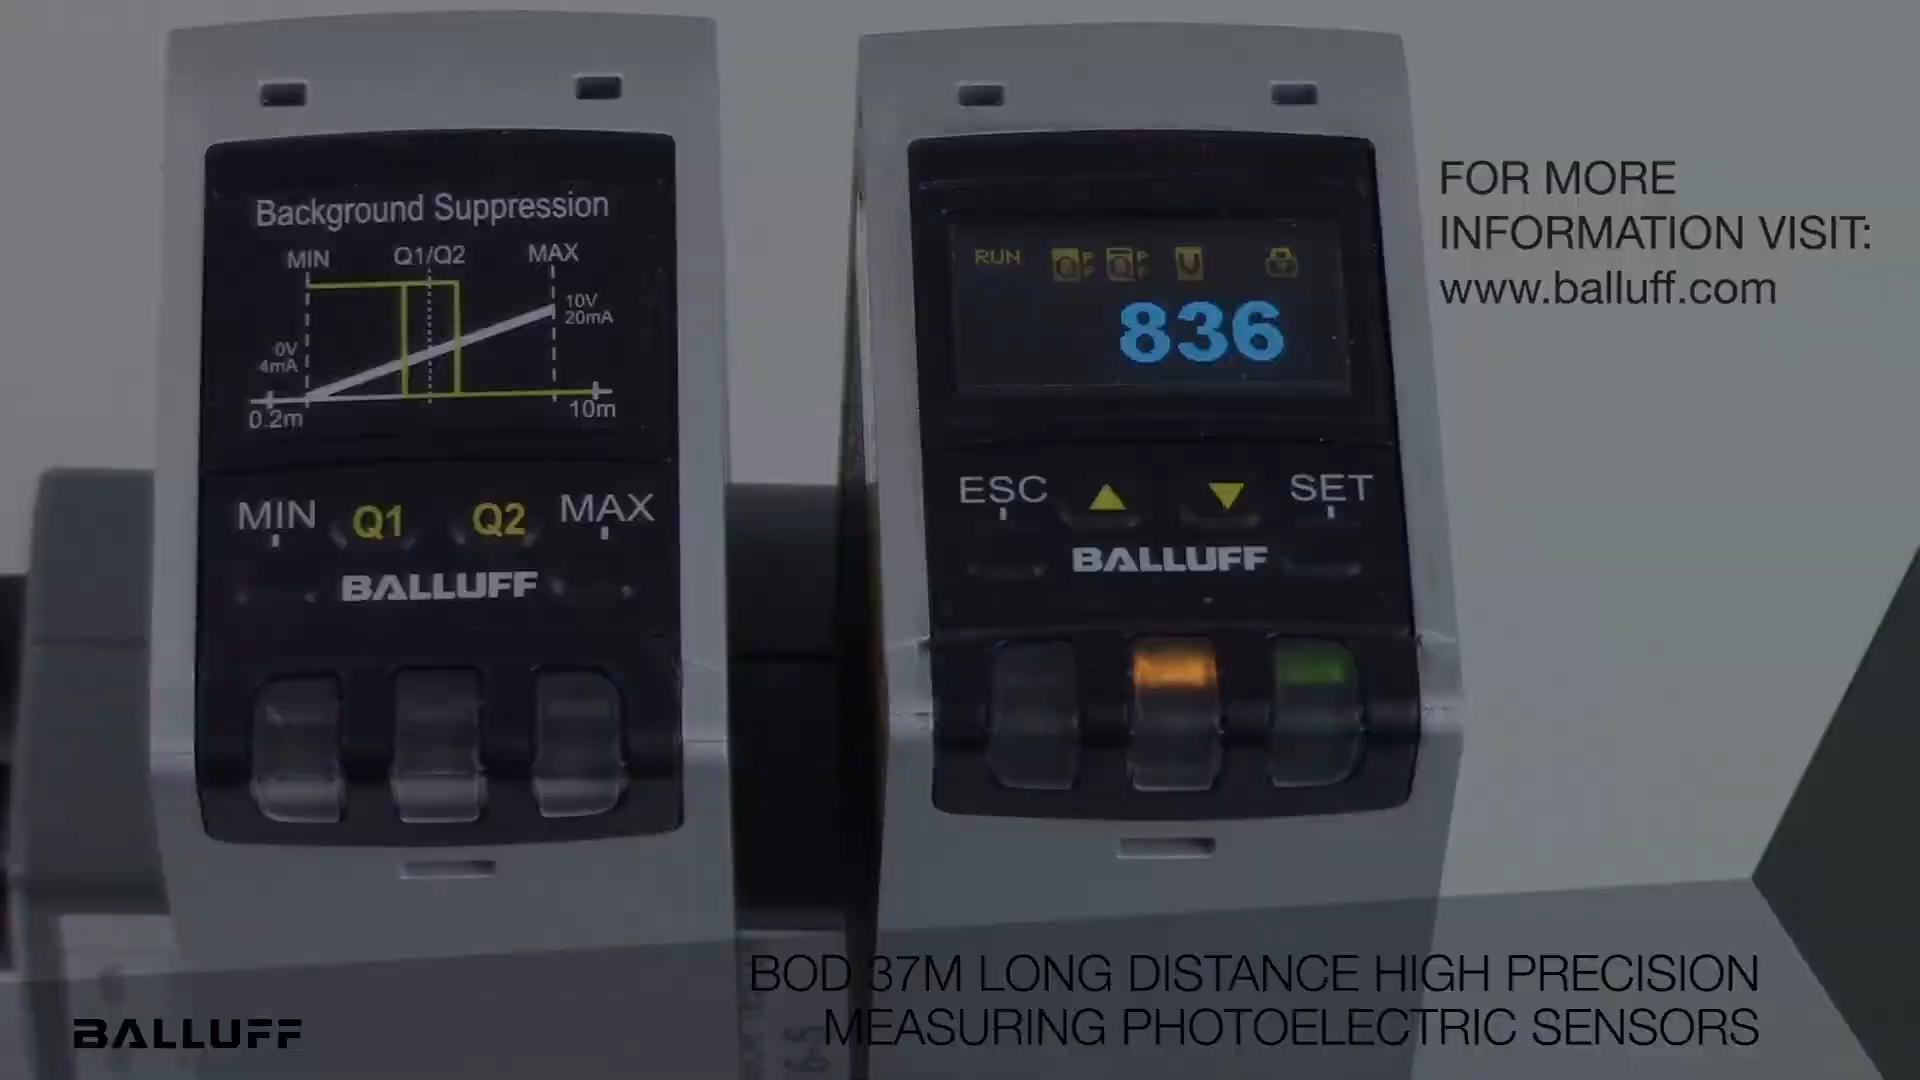 Background Suppression
MIN Q1/Q2 MAX
10V
20mA
0V
4mA
0.2m 10m
MIN Q1 Q2 MAX
BALLUFF
RUN
836
ESC SET
BALLUFF
FOR MORE
INFORMATION VISIT:
www.balluff.com
BOD 37M LONG DISTANCE HIGH PRECISION
MEASURING PHOTOELECTRIC SENSORS
BALLUFF